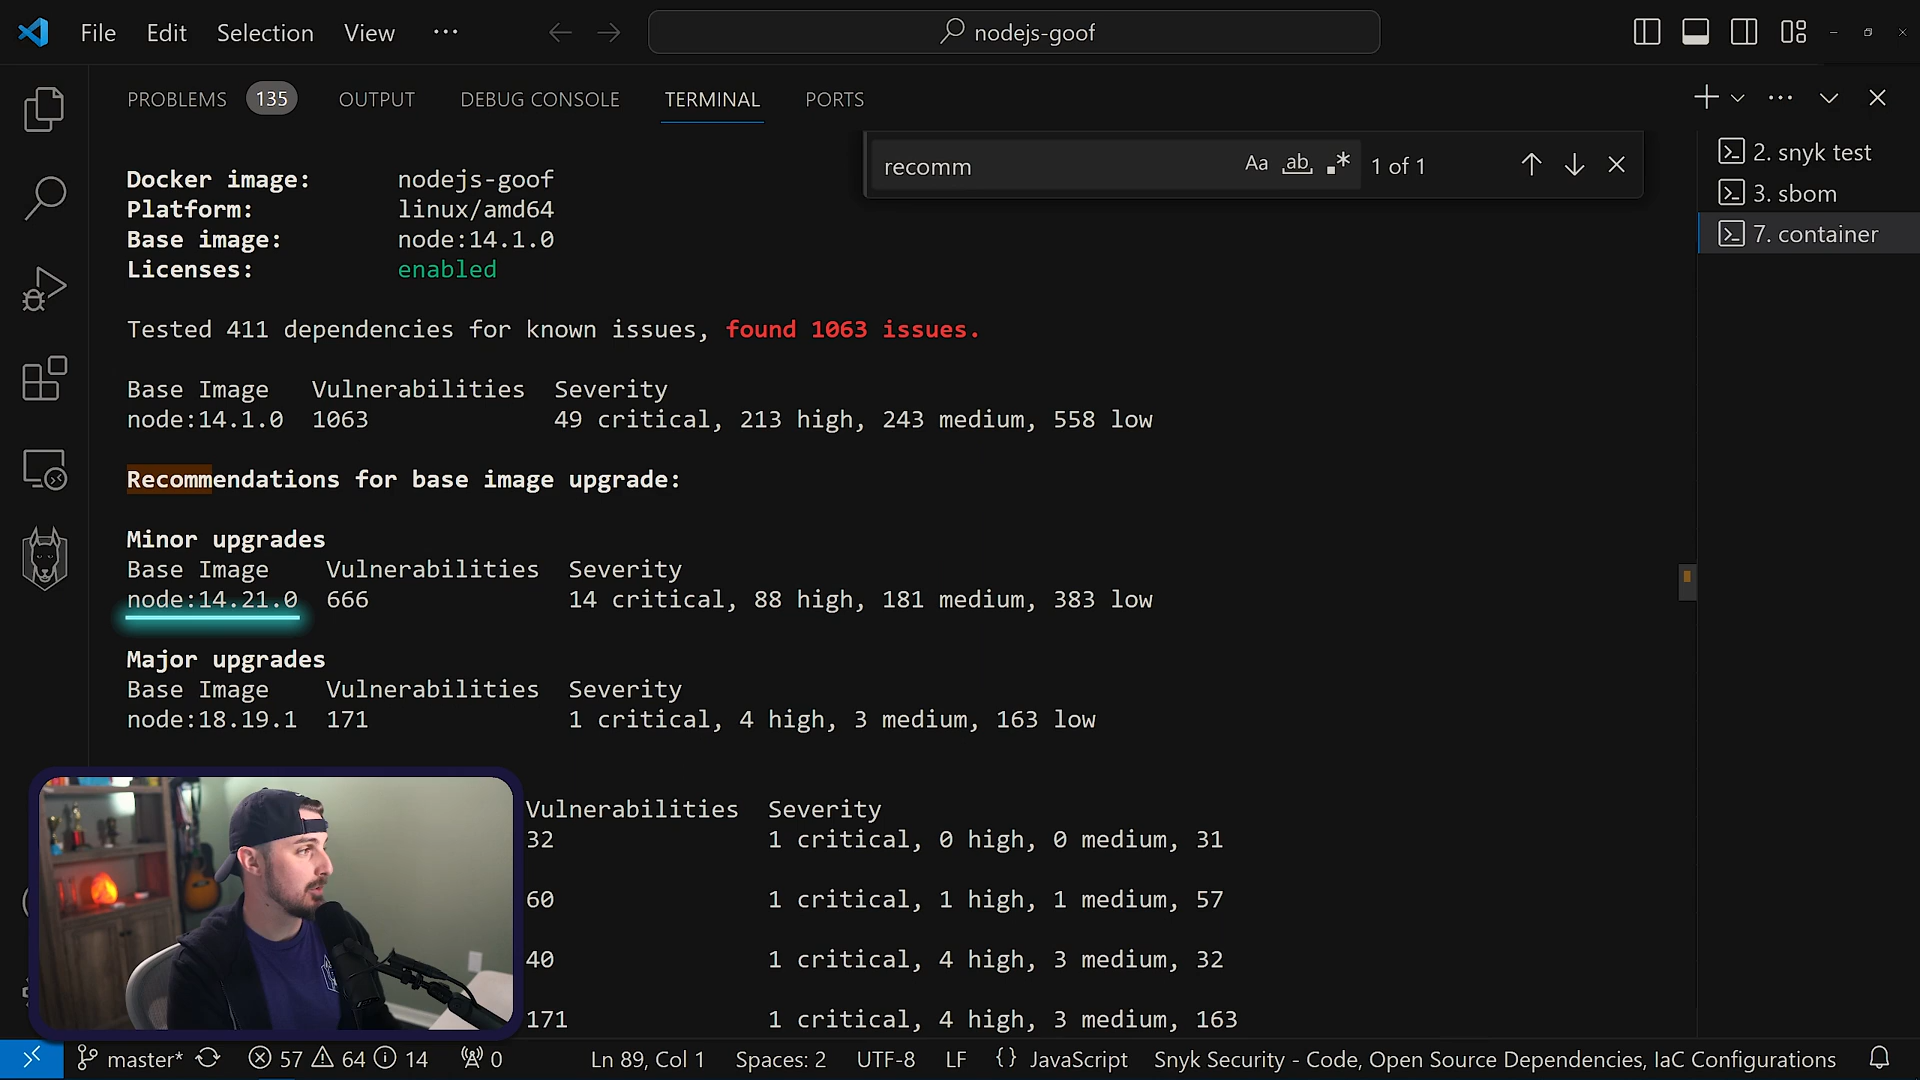 File Edit Selection View ···
nodejs-goof
PROBLEMS 135 OUTPUT DEBUG CONSOLE TERMINAL PORTS
recomm Aa ab 1 of 1
2. snyk test
3. sbom
7. container
Docker image: nodejs-goof
Platform: linux/amd64
Base image: node:14.1.0
Licenses: enabled
Tested 411 dependencies for known issues, found 1063 issues.
Base Image Vulnerabilities Severity
node:14.1.0 1063 49 critical, 213 high, 243 medium, 558 low
Recommendations for base image upgrade:
Minor upgrades
Base Image Vulnerabilities Severity
node:14.21.0 666 14 critical, 88 high, 181 medium, 383 low
Major upgrades
Base Image Vulnerabilities Severity
node:18.19.1 171 1 critical, 4 high, 3 medium, 163 low
Vulnerabilities Severity
32 1 critical, 0 high, 0 medium, 31
60 1 critical, 1 high, 1 medium, 57
40 1 critical, 4 high, 3 medium, 32
171 1 critical, 4 high, 3 medium, 163
master* 57 64 14 0 Ln 89, Col 1 Spaces: 2 UTF-8 LF {} JavaScript Snyk Security - Code, Open Source Dependencies, IaC Configurations